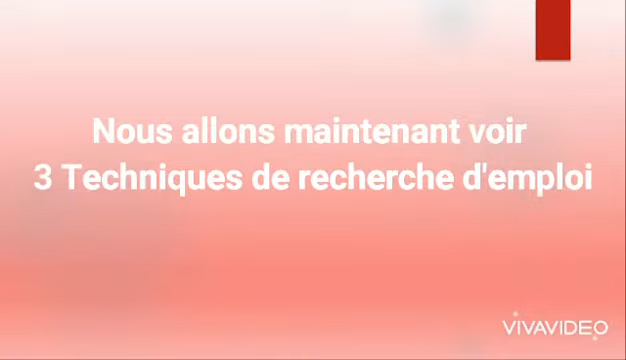 Nous allons maintenant voir
3 Techniques de recherche d'emploi
VIVAVIDEO